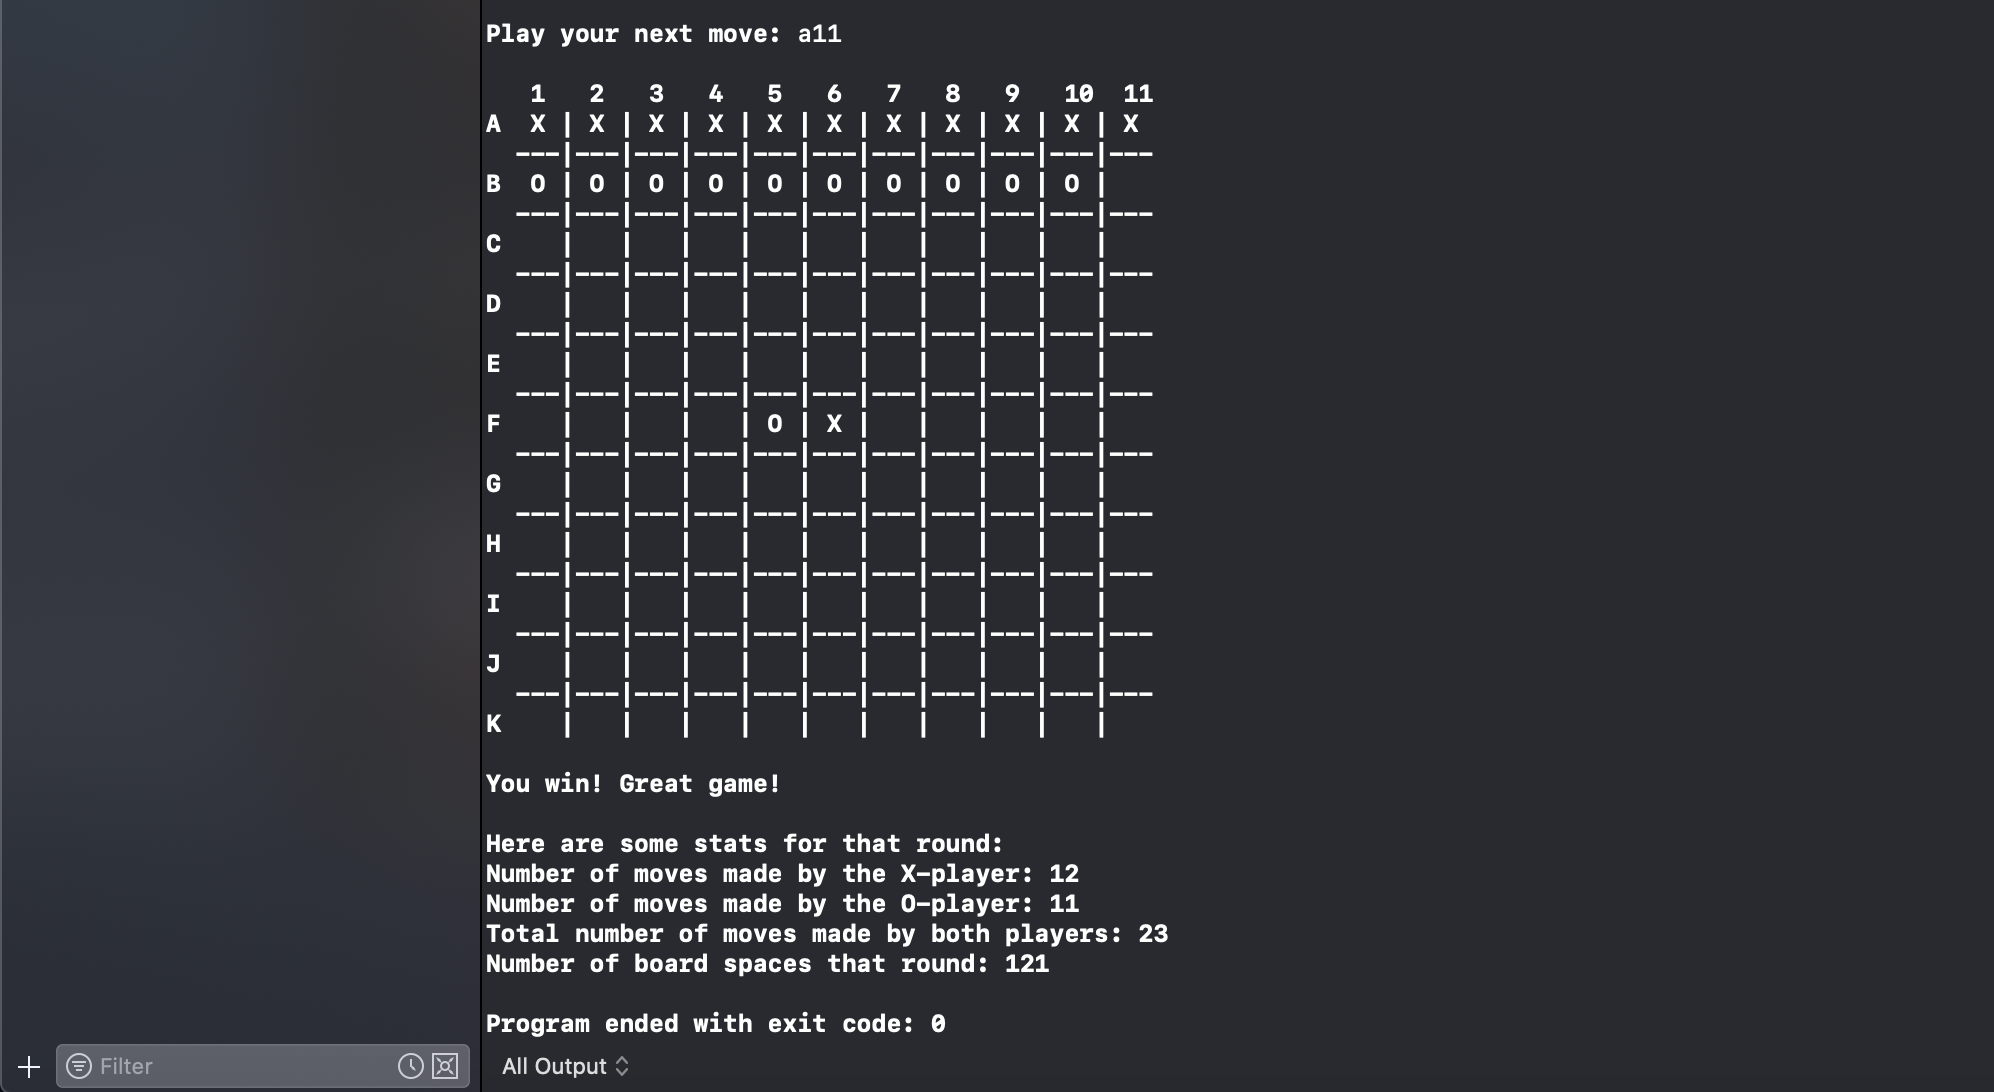 Play your next move: a11
1 2 3 4 5 6 7 8 9 10 11
A X | X | X | X | X | X | X | X | X | X | X
---|---|---|---|---|---|---|---|---|---|---
B O | O | O | O | O | O | O | O | O | O |
---|---|---|---|---|---|---|---|---|---|---
C | | | | | | | | | |
---|---|---|---|---|---|---|---|---|---|---
D | | | | | | | | | |
---|---|---|---|---|---|---|---|---|---|---
E | | | | | | | | | |
---|---|---|---|---|---|---|---|---|---|---
F | | | | O | X | | | | |
---|---|---|---|---|---|---|---|---|---|---
G | | | | | | | | | |
---|---|---|---|---|---|---|---|---|---|---
H | | | | | | | | | |
---|---|---|---|---|---|---|---|---|---|---
I | | | | | | | | | |
---|---|---|---|---|---|---|---|---|---|---
J | | | | | | | | | |
---|---|---|---|---|---|---|---|---|---|---
K | | | | | | | | | |
You win! Great game!
Here are some stats for that round:
Number of moves made by the X-player: 12
Number of moves made by the O-player: 11
Total number of moves made by both players: 23
Number of board spaces that round: 121
Program ended with exit code: 0
Filter
All Output